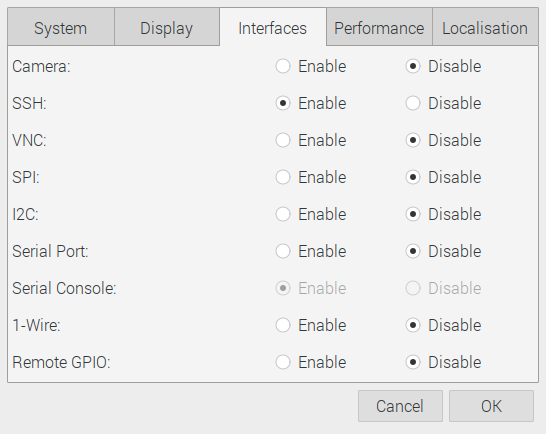 System Display Interfaces Performance Localisation
Camera: Enable Disable
SSH: Enable Disable
VNC: Enable Disable
SPI: Enable Disable
I2C: Enable Disable
Serial Port: Enable Disable
Serial Console: Enable Disable
1-Wire: Enable Disable
Remote GPIO: Enable Disable
Cancel OK